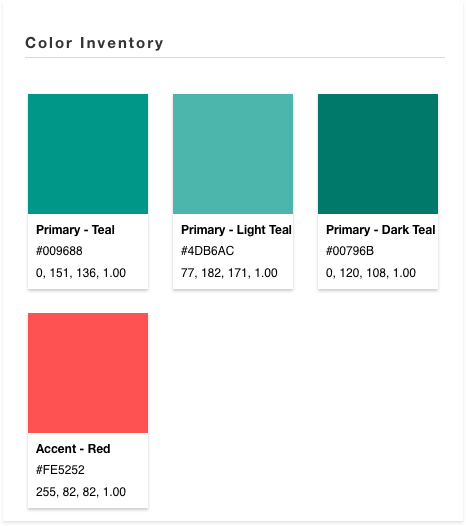 Color Inventory
Primary - Teal
#009688
0, 151, 136, 1.00
Primary - Light Teal
#4DB6AC
77, 182, 171, 1.00
Primary - Dark Teal
#00796B
0, 120, 108, 1.00
Accent - Red
#FE5252
255, 82, 82, 1.00